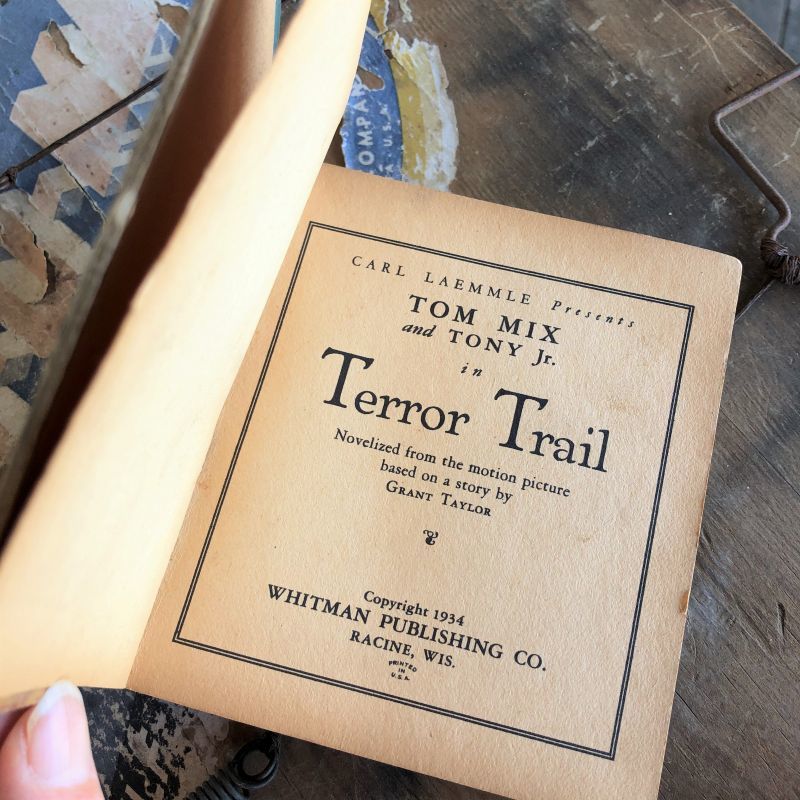 OMPA
A. U.S.A.
CARL LAEMMLE Presents
TOM MIX
and TONY Jr.
in
Terror Trail
Novelized from the motion picture
based on a story by
GRANT TAYLOR
Copyright 1934
WHITMAN PUBLISHING CO.
RACINE, WIS.
PRINTED
IN
U.S.A.